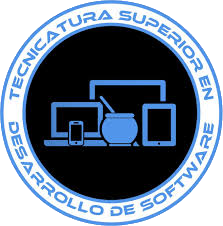 TECNICATURA SUPERIOR EN
DESARROLLO DE SOFTWARE